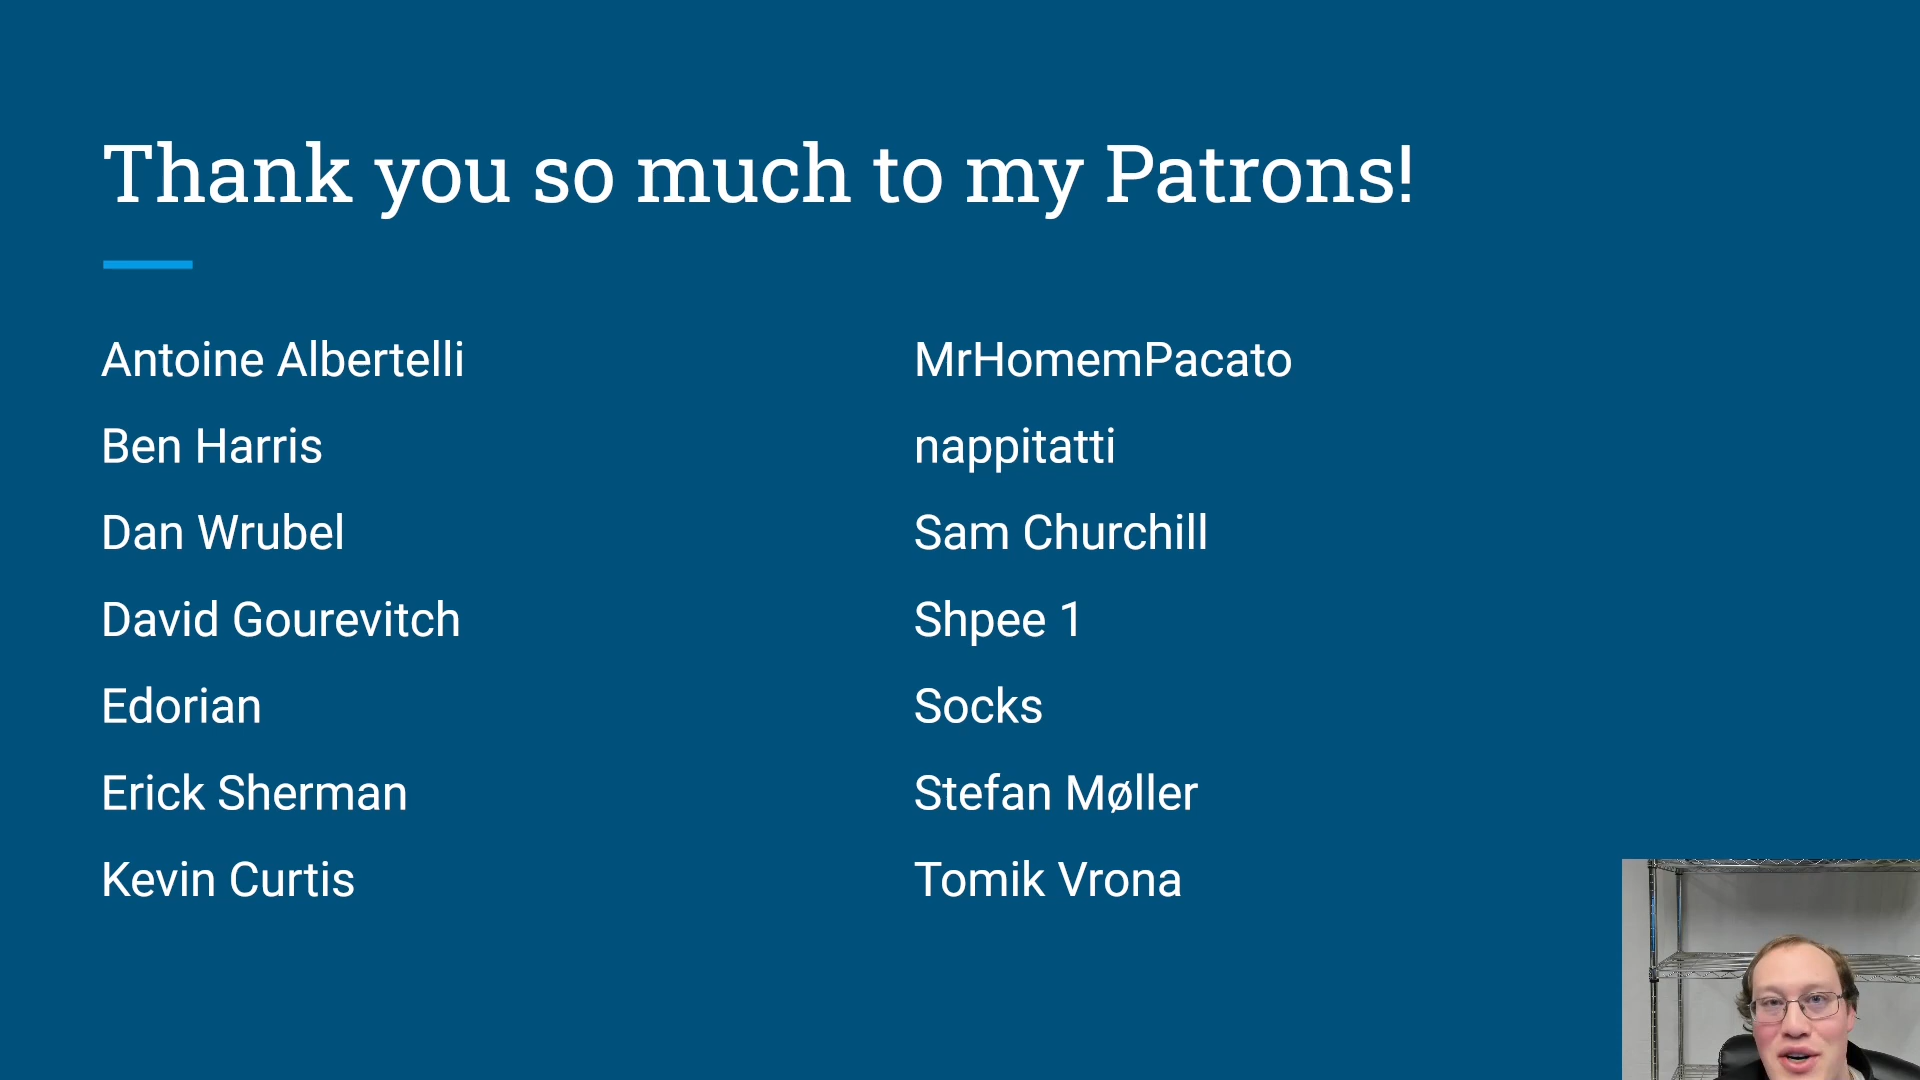 Thank you so much to my Patrons!
Antoine Albertelli
Ben Harris
Dan Wrubel
David Gourevitch
Edorian
Erick Sherman
Kevin Curtis
MrHomemPacato
nappitatti
Sam Churchill
Shpee 1
Socks
Stefan Møller
Tomik Vrona